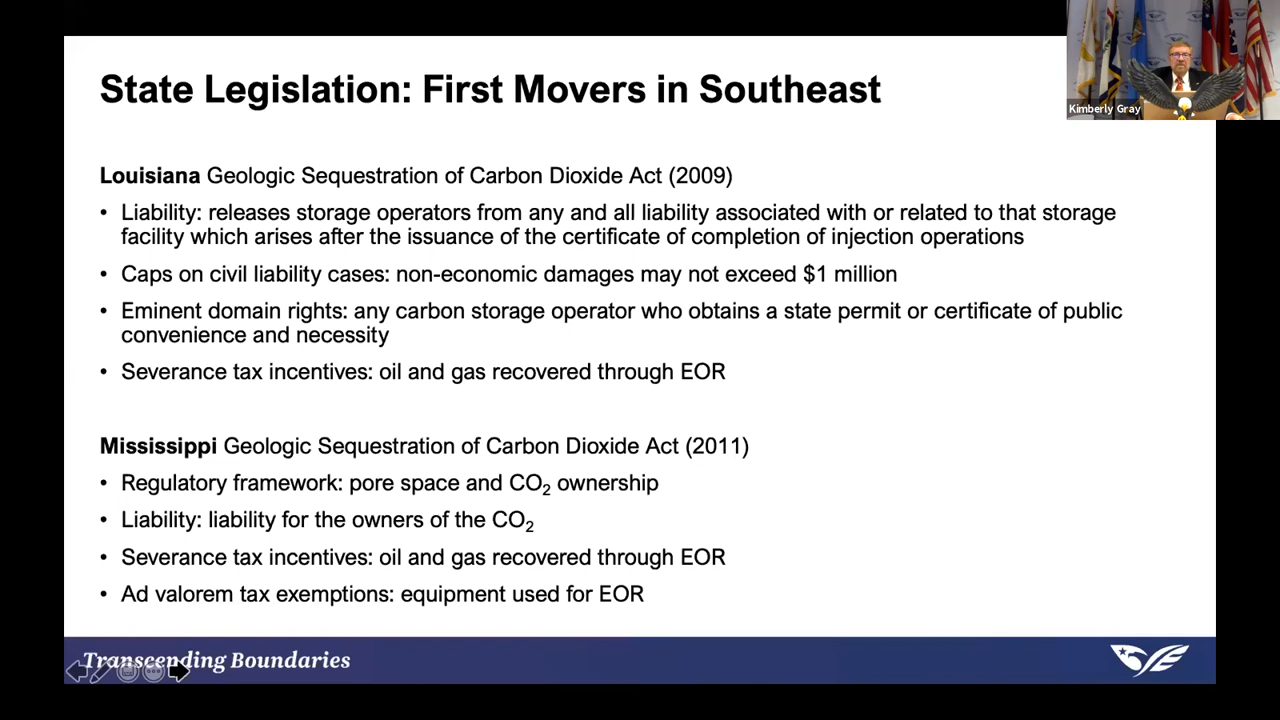 State Legislation: First Movers in Southeast
Kimberly Gray
Louisiana Geologic Sequestration of Carbon Dioxide Act (2009)
• Liability: releases storage operators from any and all liability associated with or related to that storage
facility which arises after the issuance of the certificate of completion of injection operations
• Caps on civil liability cases: non-economic damages may not exceed $1 million
• Eminent domain rights: any carbon storage operator who obtains a state permit or certificate of public
convenience and necessity
• Severance tax incentives: oil and gas recovered through EOR
Mississippi Geologic Sequestration of Carbon Dioxide Act (2011)
• Regulatory framework: pore space and CO₂ ownership
• Liability: liability for the owners of the CO₂
• Severance tax incentives: oil and gas recovered through EOR
• Ad valorem tax exemptions: equipment used for EOR
Transcending Boundaries